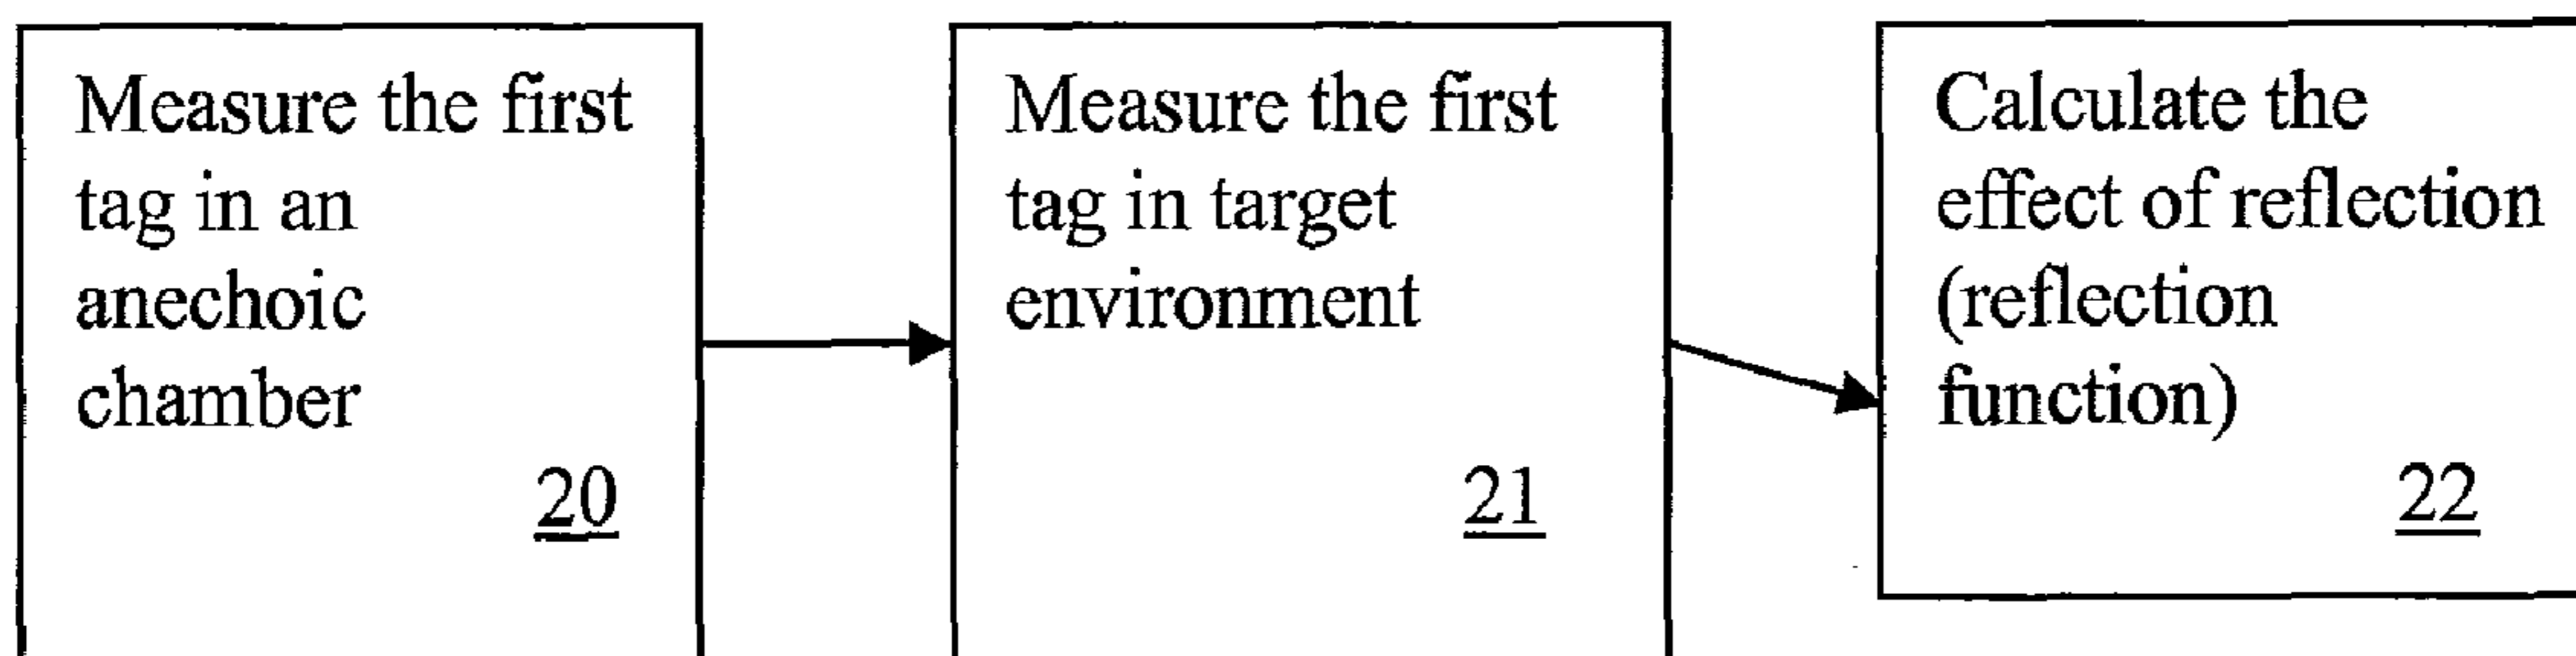 Measure the first
tag in an
anechoic
chamber
20
Measure the first
tag in target
environment
21
Calculate the
effect of reflection
(reflection
function)
22